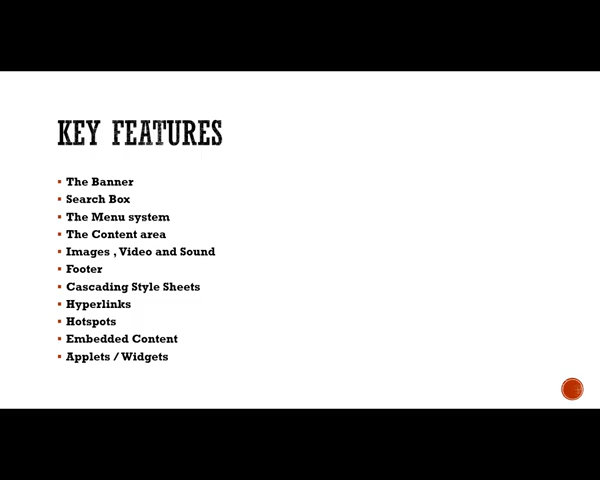 KEY FEATURES
The Banner
Search Box
The Menu system
The Content area
Images , Video and Sound
Footer
Cascading Style Sheets
Hyperlinks
Hotspots
Embedded Content
Applets / Widgets